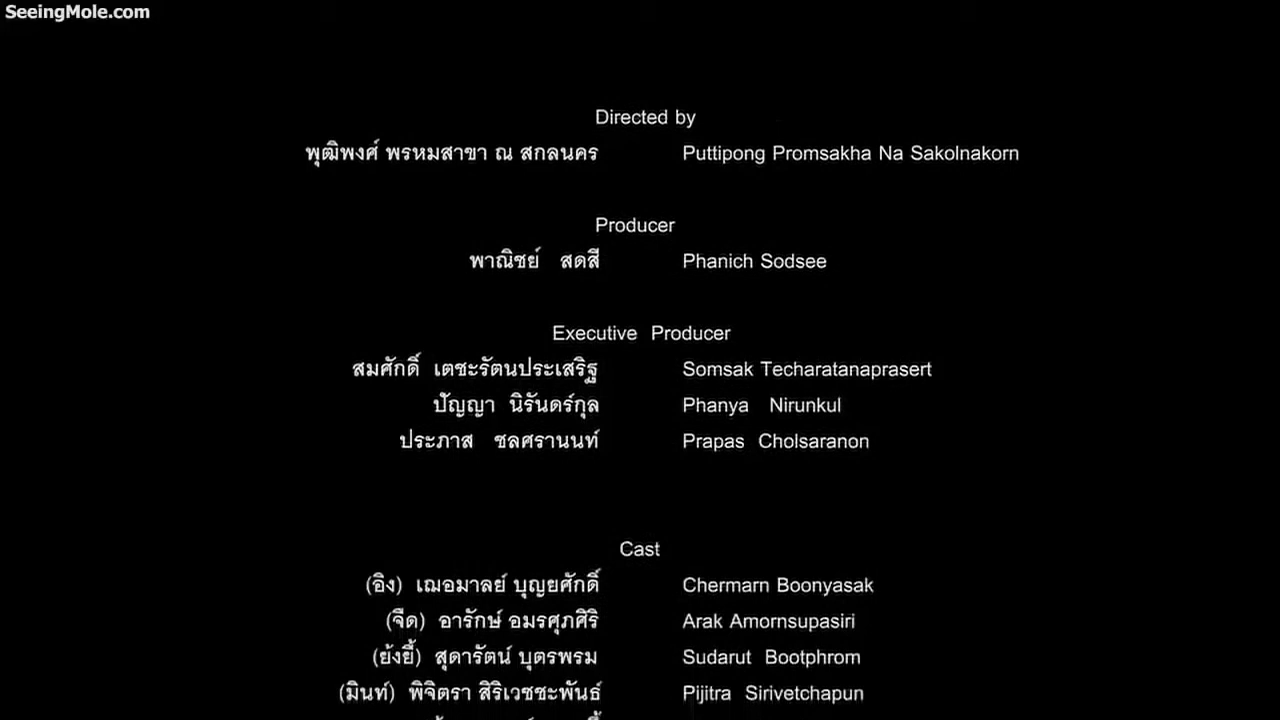 SeeingMole.com
Directed by
พุฒิพงศ์ พรหมสาขา ณ สกลนคร Puttipong Promsakha Na Sakolnakorn
Producer
พาณิชย์ สดสี Phanich Sodsee
Executive Producer
สมศักดิ์ เตชะรัตนประเสริฐ Somsak Techaratanaprasert
ปัญญา นิรันดร์กุล Phanya Nirunkul
ประภาส ชลศรานนท์ Prapas Cholsaranon
Cast
(อิง) เฌอมาลย์ บุญยศักดิ์ Chermarn Boonyasak
(จืด) อารักษ์ อมรศุภศิริ Arak Amornsupasiri
(ย้งยี้) สุดารัตน์ บุตรพรม Sudarut Bootphrom
(มินท์) พิจิตรา สิริเวชชะพันธ์ Pijitra Sirivetchapun